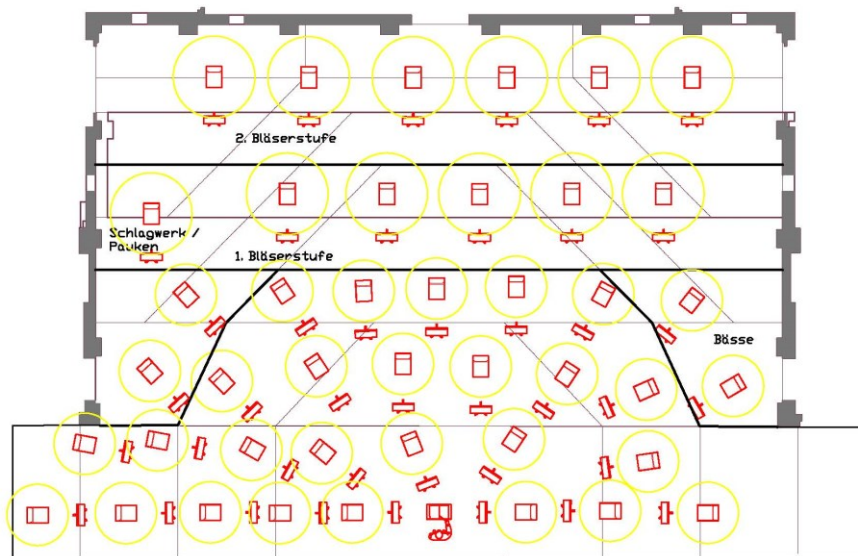 2. Bläserstufe
Schlagwerk /
Pauken
1. Bläserstufe
Bässe